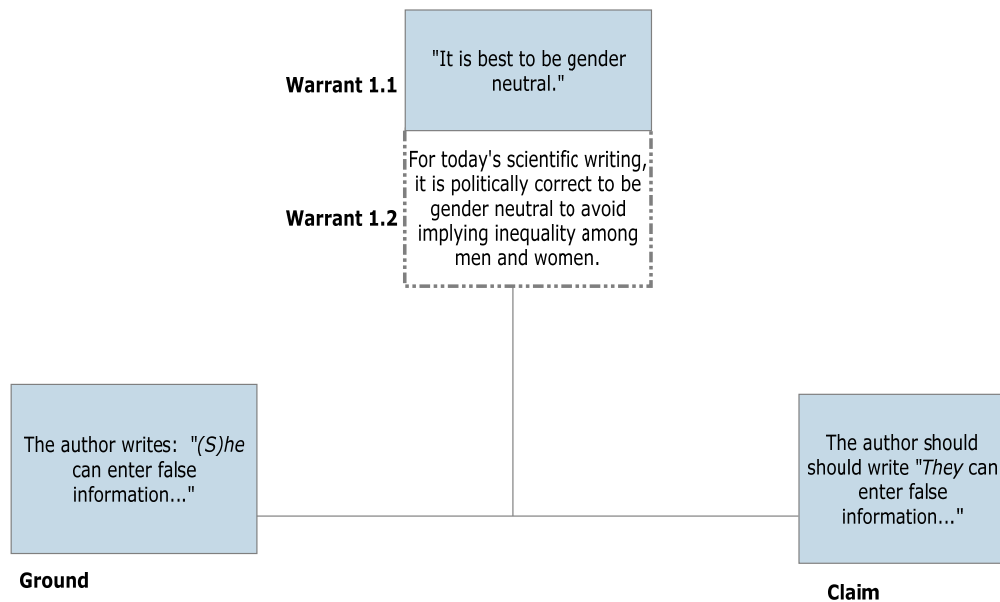 "It is best to be gender
neutral."
Warrant 1.1
For today's scientific writing,
it is politically correct to be
gender neutral to avoid
implying inequality among
men and women.
Warrant 1.2
The author writes:  "(S)he
can enter false
information..."
Ground
The author should
should write "They can
enter false
information..."
Claim